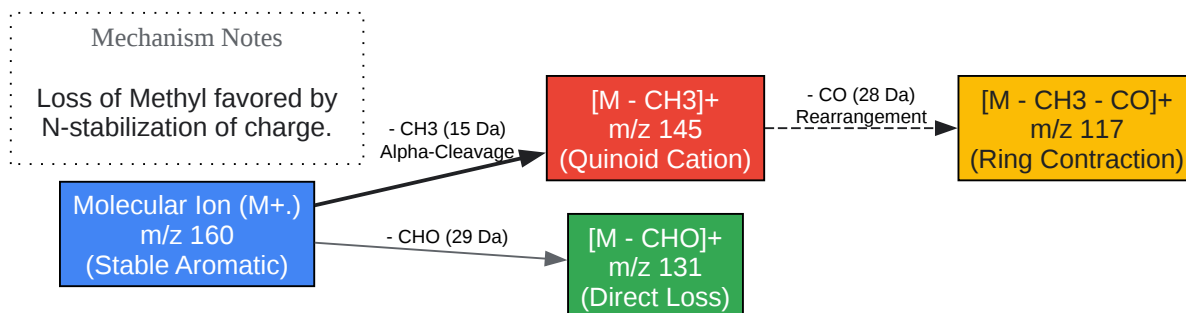 Mechanism Notes
Loss of Methyl favored by
N-stabilization of charge.
Molecular Ion (M+.)
m/z 160
(Stable Aromatic)
- CH3 (15 Da)
Alpha-Cleavage
- CHO (29 Da)
[M - CH3]+
m/z 145
(Quinoid Cation)
[M - CHO]+
m/z 131
(Direct Loss)
- CO (28 Da)
Rearrangement
[M - CH3 - CO]+
m/z 117
(Ring Contraction)